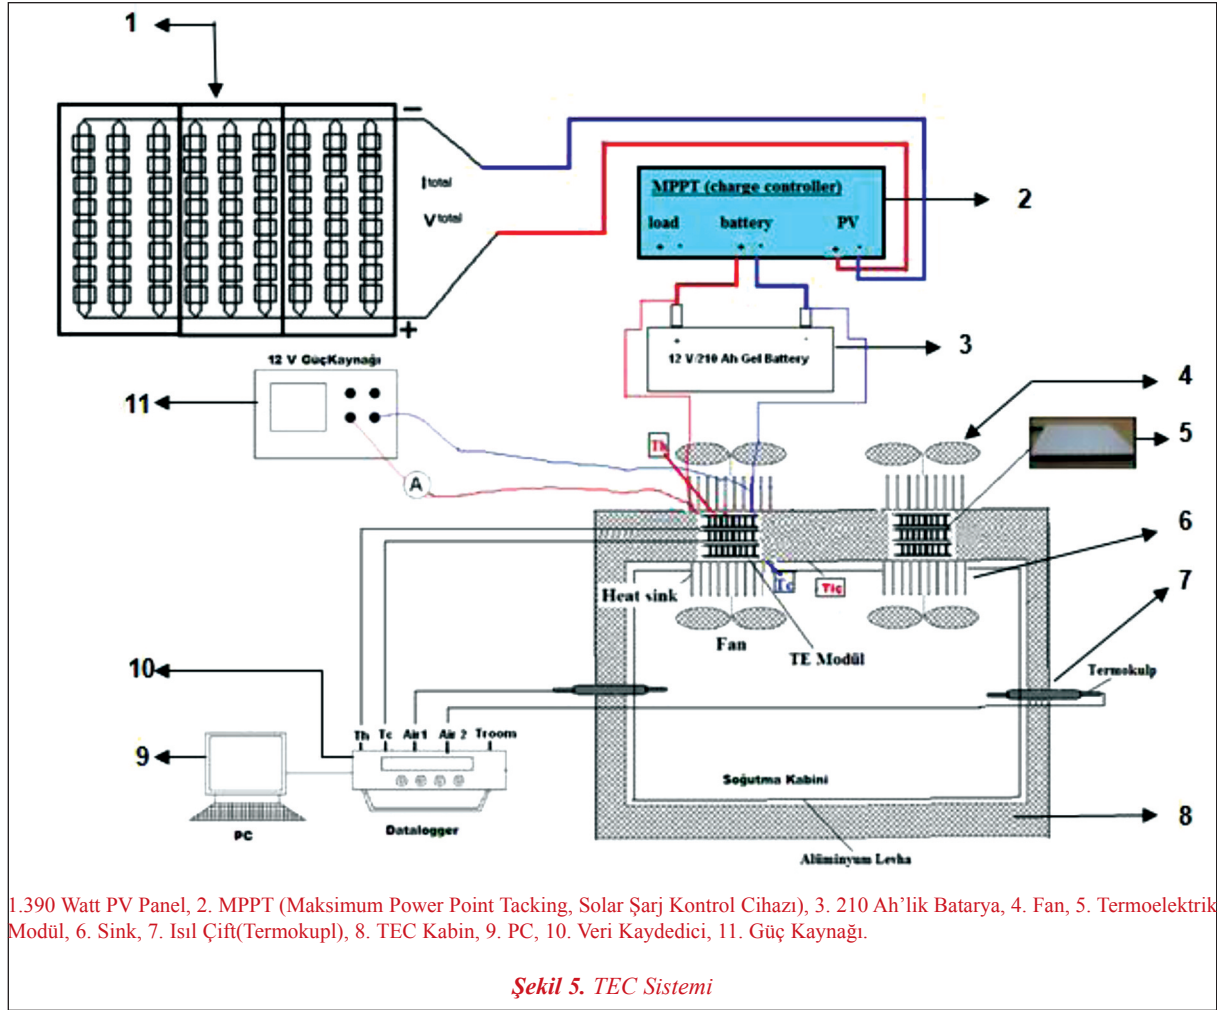 1
I total
V total
MPPT (charge controller)
load battery PV
+ - + - + -
2
12 V GüçKaynağı
+ -
12 V/210 Ah Gel Battery
3
4
11
Th
5
A
6
Heat sink
Tc
Tiç
7
Fan
TE Modül
Termokulp
10
Th Tc Air1 Air 2 Troom
9
Soğutma Kabini
PC
Datalogger
8
Alüminyum Levha
1.390 Watt PV Panel, 2. MPPT (Maksimum Power Point Tacking, Solar Şarj Kontrol Cihazı), 3. 210 Ah’lik Batarya, 4. Fan, 5. Termoelektrik
Modül, 6. Sink, 7. Isıl Çift(Termokupl), 8. TEC Kabin, 9. PC, 10. Veri Kaydedici, 11. Güç Kaynağı.
Şekil 5. TEC Sistemi